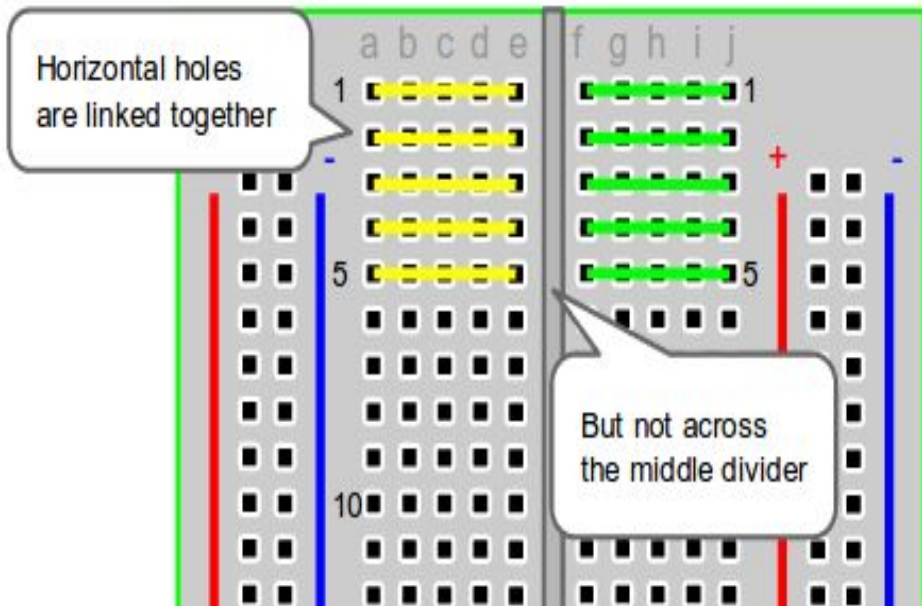 Horizontal holes
are linked together
a b c d e f g h i j
1 1
- + -
5 5
But not across
the middle divider
10